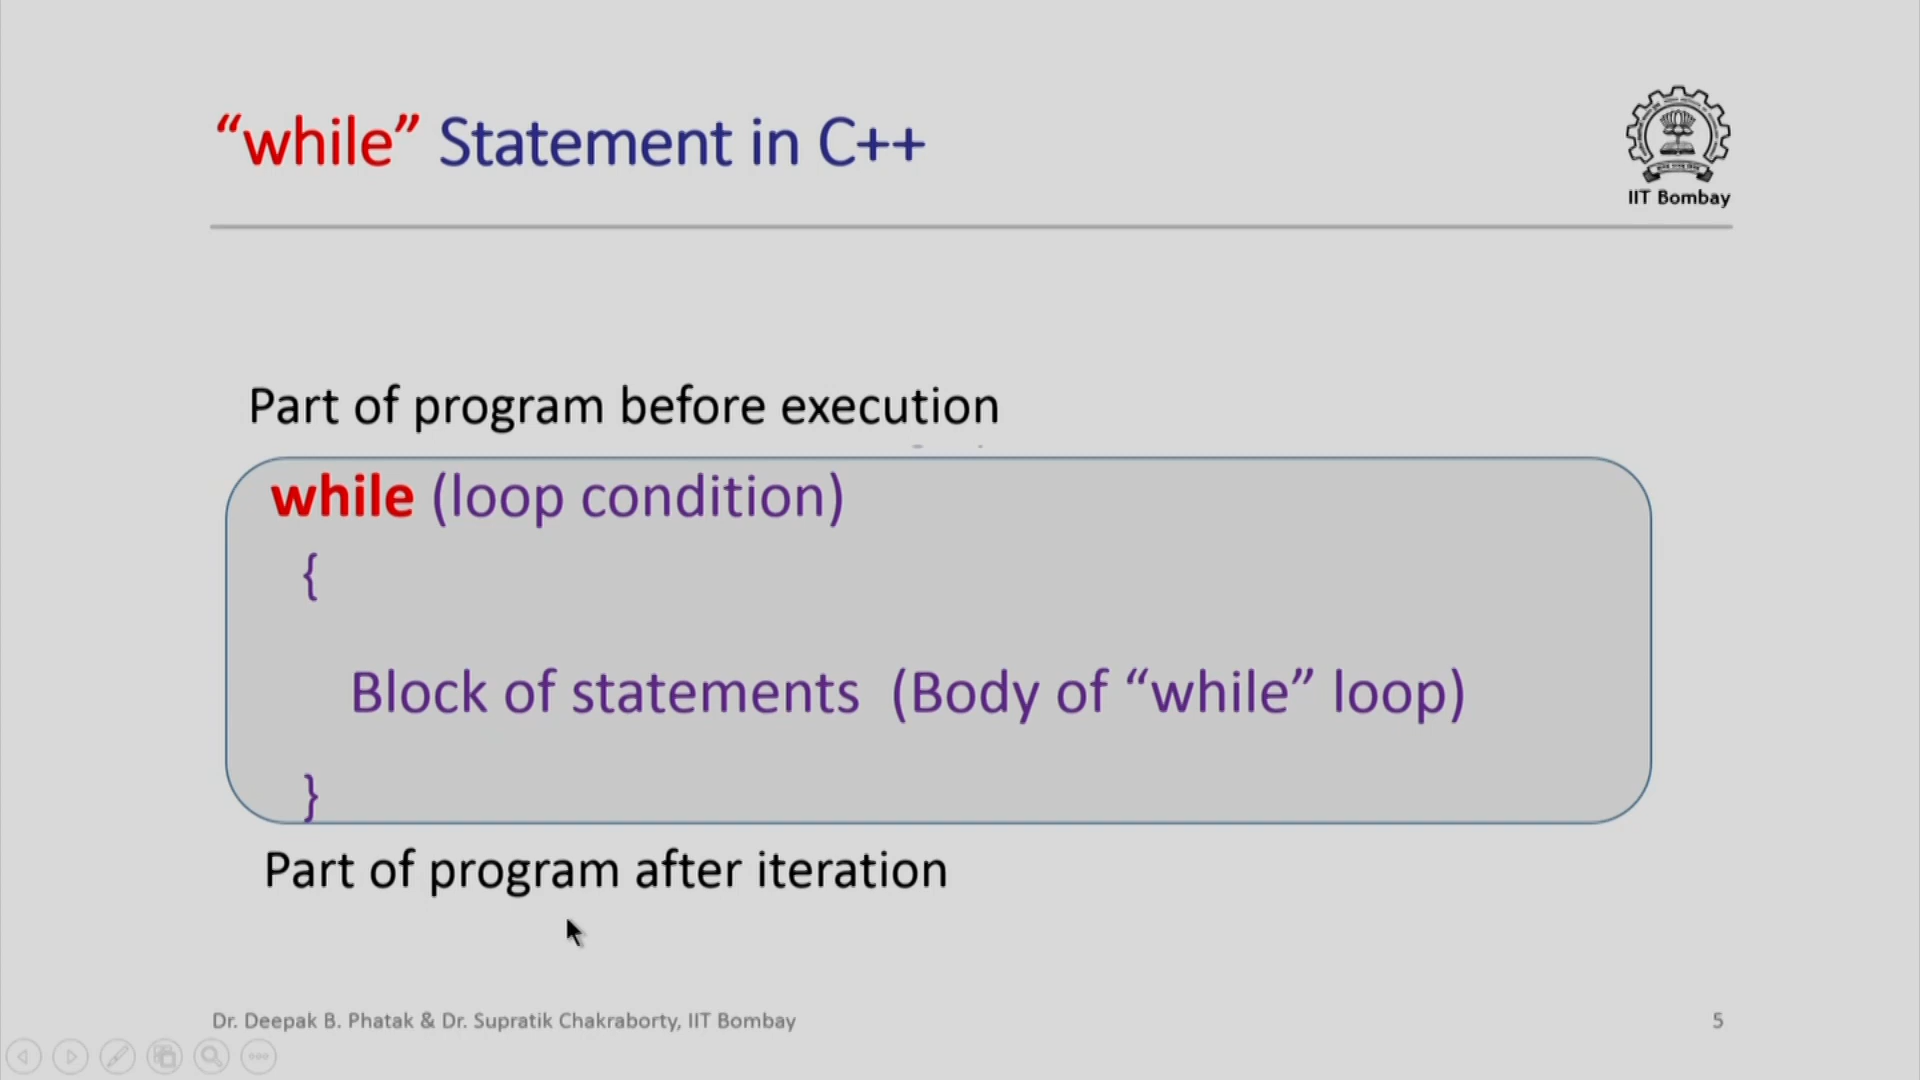 “while” Statement in C++
IIT Bombay
Part of program before execution
while (loop condition)
{
Block of statements (Body of “while” loop)
}
Part of program after iteration
Dr. Deepak B. Phatak & Dr. Supratik Chakraborty, IIT Bombay
5